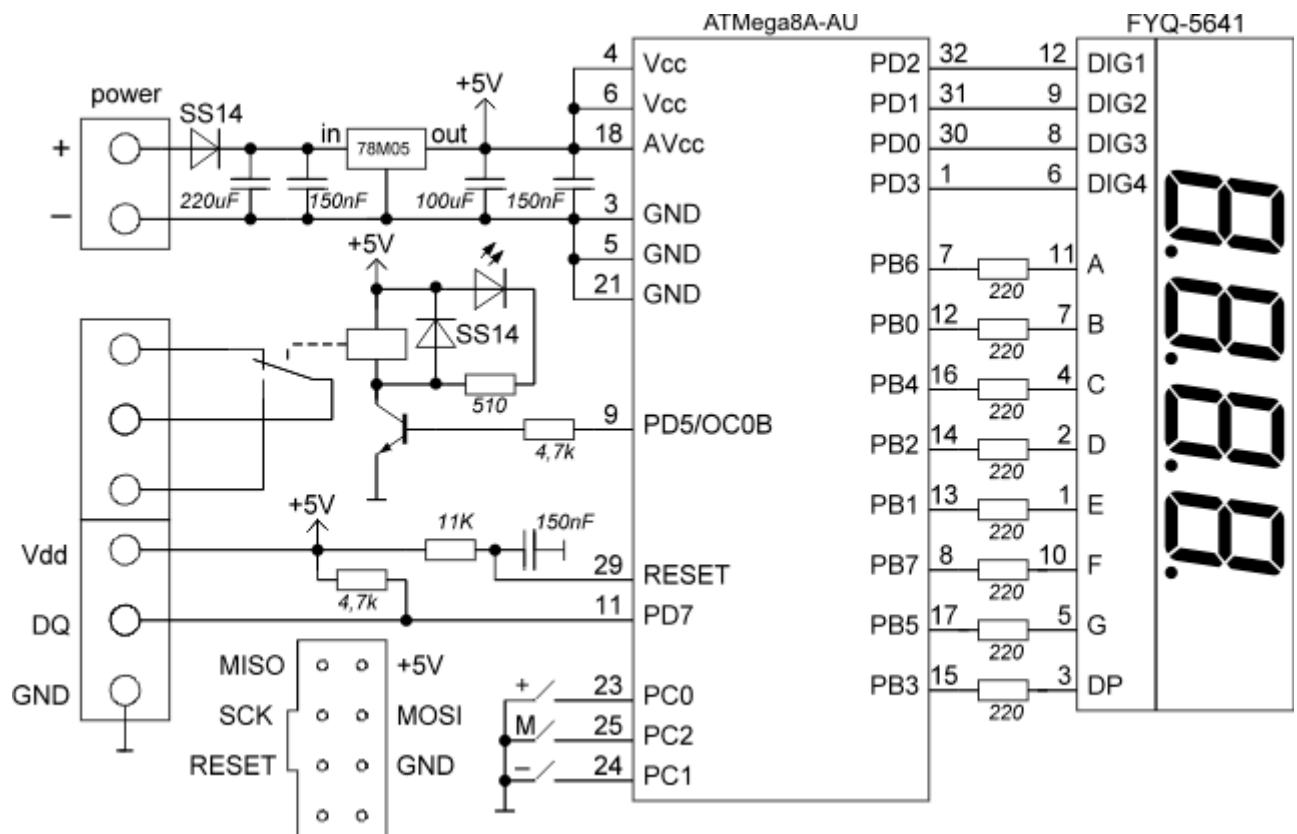 ATMega8A-AU
FYQ-5641
power
+
–
SS14
in
78M05
out
+5V
220uF
150nF
100uF
150nF
4 Vcc
6 Vcc
18 AVcc
3 GND
5 GND
21 GND
PD2 32 12 DIG1
PD1 31 9 DIG2
PD0 30 8 DIG3
PD3 1 6 DIG4
PB6 7 220 11 A
PB0 12 220 7 B
PB4 16 220 4 C
PB2 14 220 2 D
PB1 13 220 1 E
PB7 8 220 10 F
PB5 17 220 5 G
PB3 15 220 3 DP
+5V
SS14
510
4,7k
9 PD5/OC0B
+5V
11K
150nF
29 RESET
4,7k
11 PD7
Vdd
DQ
GND
MISO +5V
SCK MOSI
RESET GND
+ 23 PC0
M 25 PC2
– 24 PC1